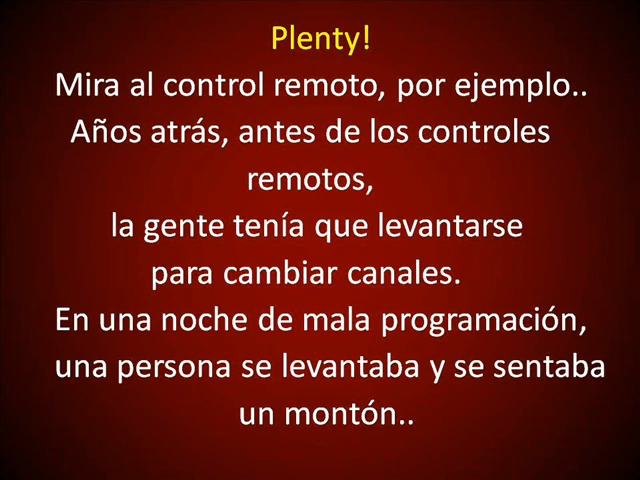 Plenty!
Mira al control remoto, por ejemplo..
Años atrás, antes de los controles
remotos,
la gente tenía que levantarse
para cambiar canales.
En una noche de mala programación,
una persona se levantaba y se sentaba
un montón..